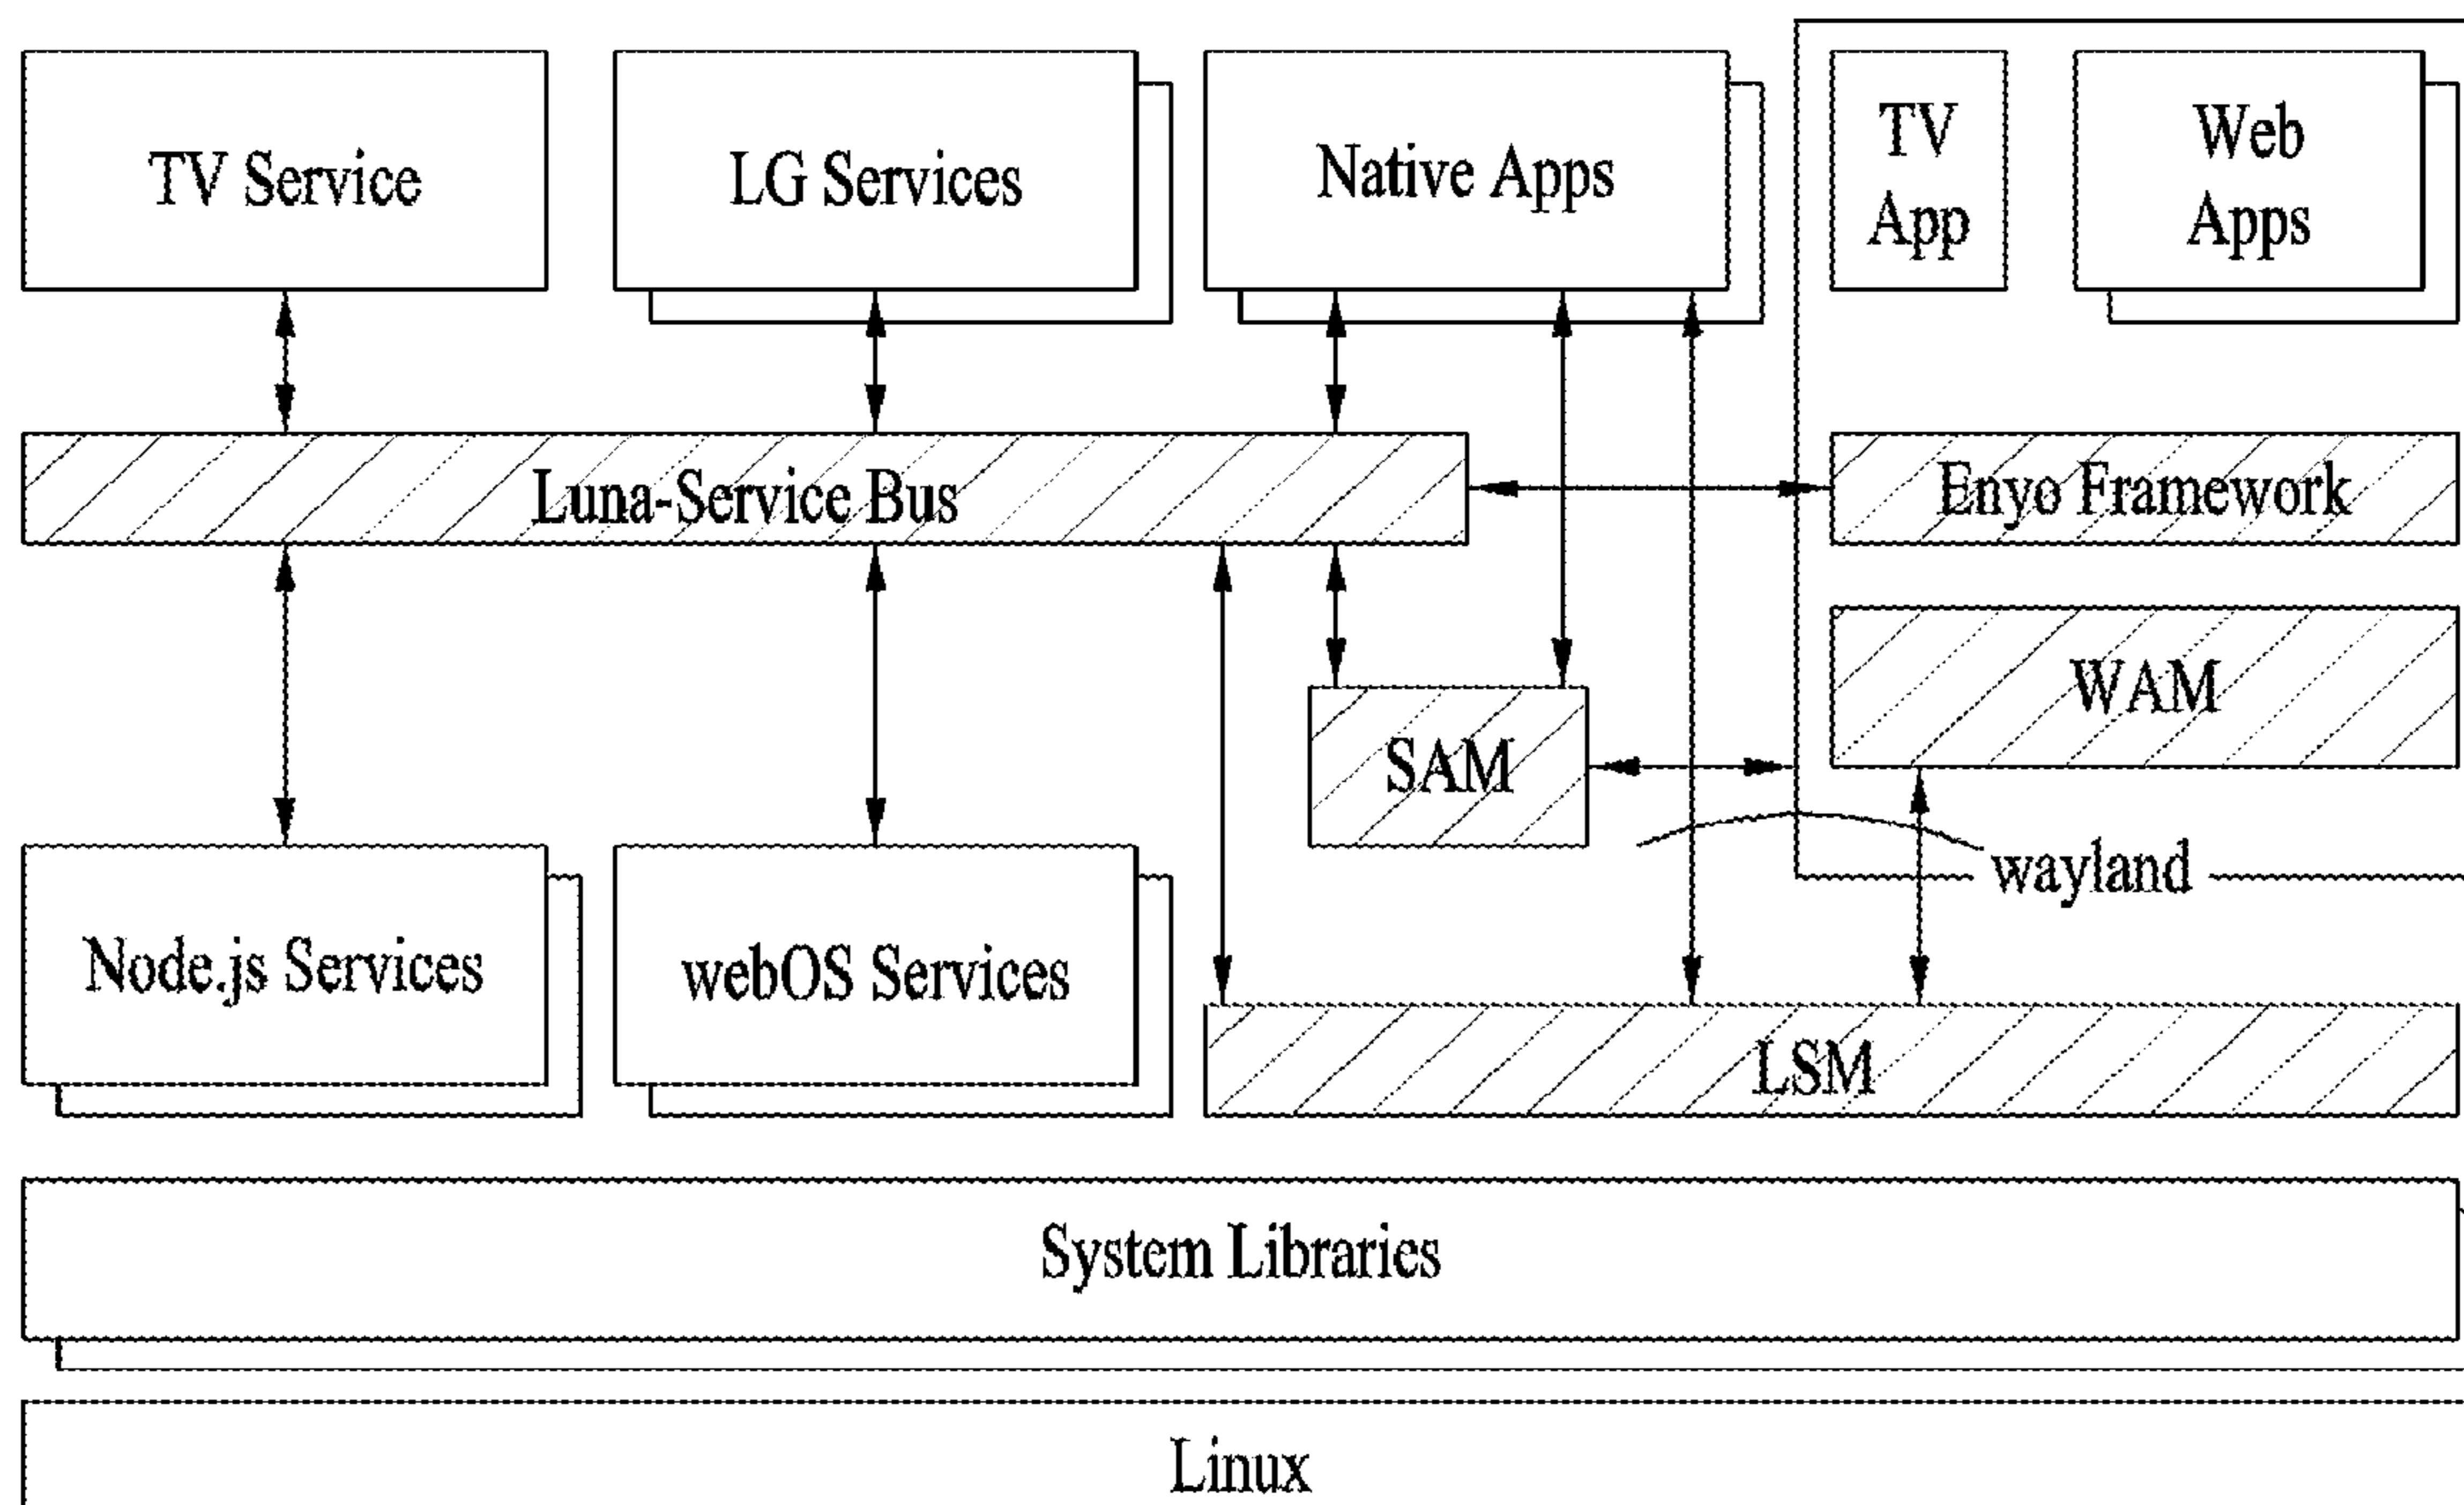 TV Service
LG Services
Native Apps
TV
App
Web
Apps
Luna-Service Bus
Enyo Framework
WAM
SAM
wayland
Node.js Services
webOS Services
LSM
System Libraries
Linux